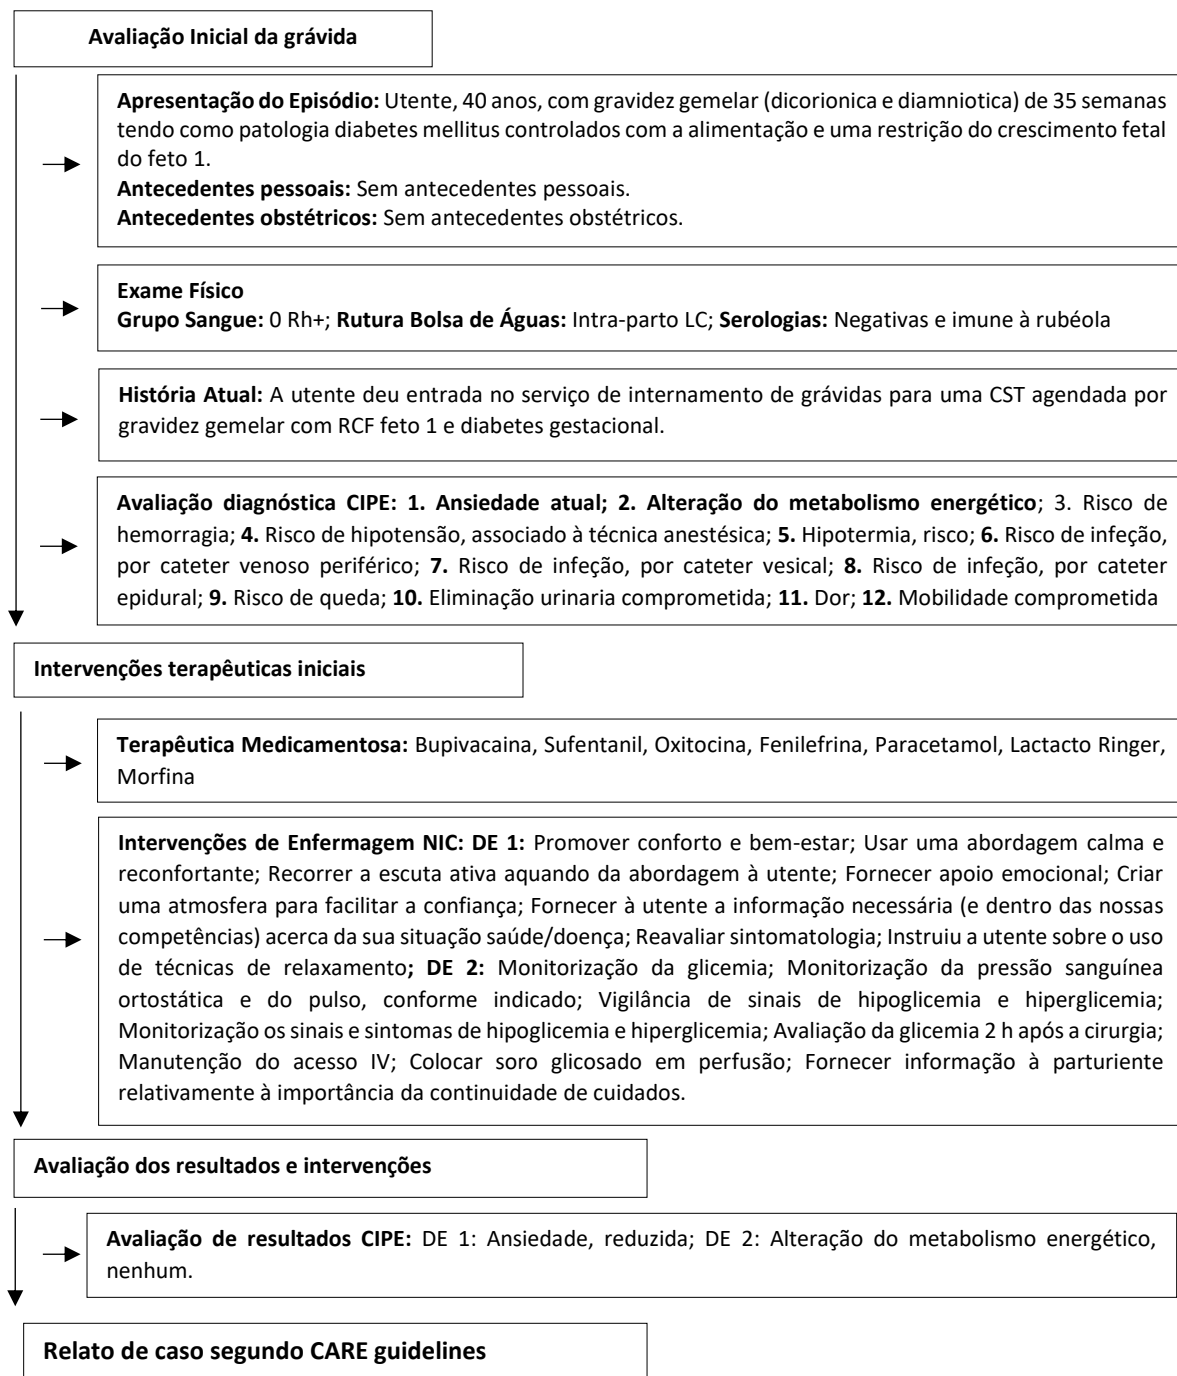 Avaliação Inicial da grávida
Apresentação do Episódio: Utente, 40 anos, com gravidez gemelar (dicorionica e diamniotica) de 35 semanas
tendo como patologia diabetes mellitus controlados com a alimentação e uma restrição do crescimento fetal
do feto 1.
Antecedentes pessoais: Sem antecedentes pessoais.
Antecedentes obstétricos: Sem antecedentes obstétricos.
Exame Físico
Grupo Sangue: 0 Rh+; Rutura Bolsa de Águas: Intra-parto LC; Serologias: Negativas e imune à rubéola
História Atual: A utente deu entrada no serviço de internamento de grávidas para uma CST agendada por
gravidez gemelar com RCF feto 1 e diabetes gestacional.
Avaliação diagnóstica CIPE: 1. Ansiedade atual; 2. Alteração do metabolismo energético; 3. Risco de
hemorragia; 4. Risco de hipotensão, associado à técnica anestésica; 5. Hipotermia, risco; 6. Risco de infeção,
por cateter venoso periférico; 7. Risco de infeção, por cateter vesical; 8. Risco de infeção, por cateter
epidural; 9. Risco de queda; 10. Eliminação urinaria comprometida; 11. Dor; 12. Mobilidade comprometida
Intervenções terapêuticas iniciais
Terapêutica Medicamentosa: Bupivacaina, Sufentanil, Oxitocina, Fenilefrina, Paracetamol, Lactacto Ringer,
Morfina
Intervenções de Enfermagem NIC: DE 1: Promover conforto e bem-estar; Usar uma abordagem calma e
reconfortante; Recorrer a escuta ativa aquando da abordagem à utente; Fornecer apoio emocional; Criar
uma atmosfera para facilitar a confiança; Fornecer à utente a informação necessária (e dentro das nossas
competências) acerca da sua situação saúde/doença; Reavaliar sintomatologia; Instruiu a utente sobre o uso
de técnicas de relaxamento; DE 2: Monitorização da glicemia; Monitorização da pressão sanguínea
ortostática e do pulso, conforme indicado; Vigilância de sinais de hipoglicemia e hiperglicemia;
Monitorização os sinais e sintomas de hipoglicemia e hiperglicemia; Avaliação da glicemia 2 h após a cirurgia;
Manutenção do acesso IV; Colocar soro glicosado em perfusão; Fornecer informação à parturiente
relativamente à importância da continuidade de cuidados.
Avaliação dos resultados e intervenções
Avaliação de resultados CIPE: DE 1: Ansiedade, reduzida; DE 2: Alteração do metabolismo energético,
nenhum.
Relato de caso segundo CARE guidelines